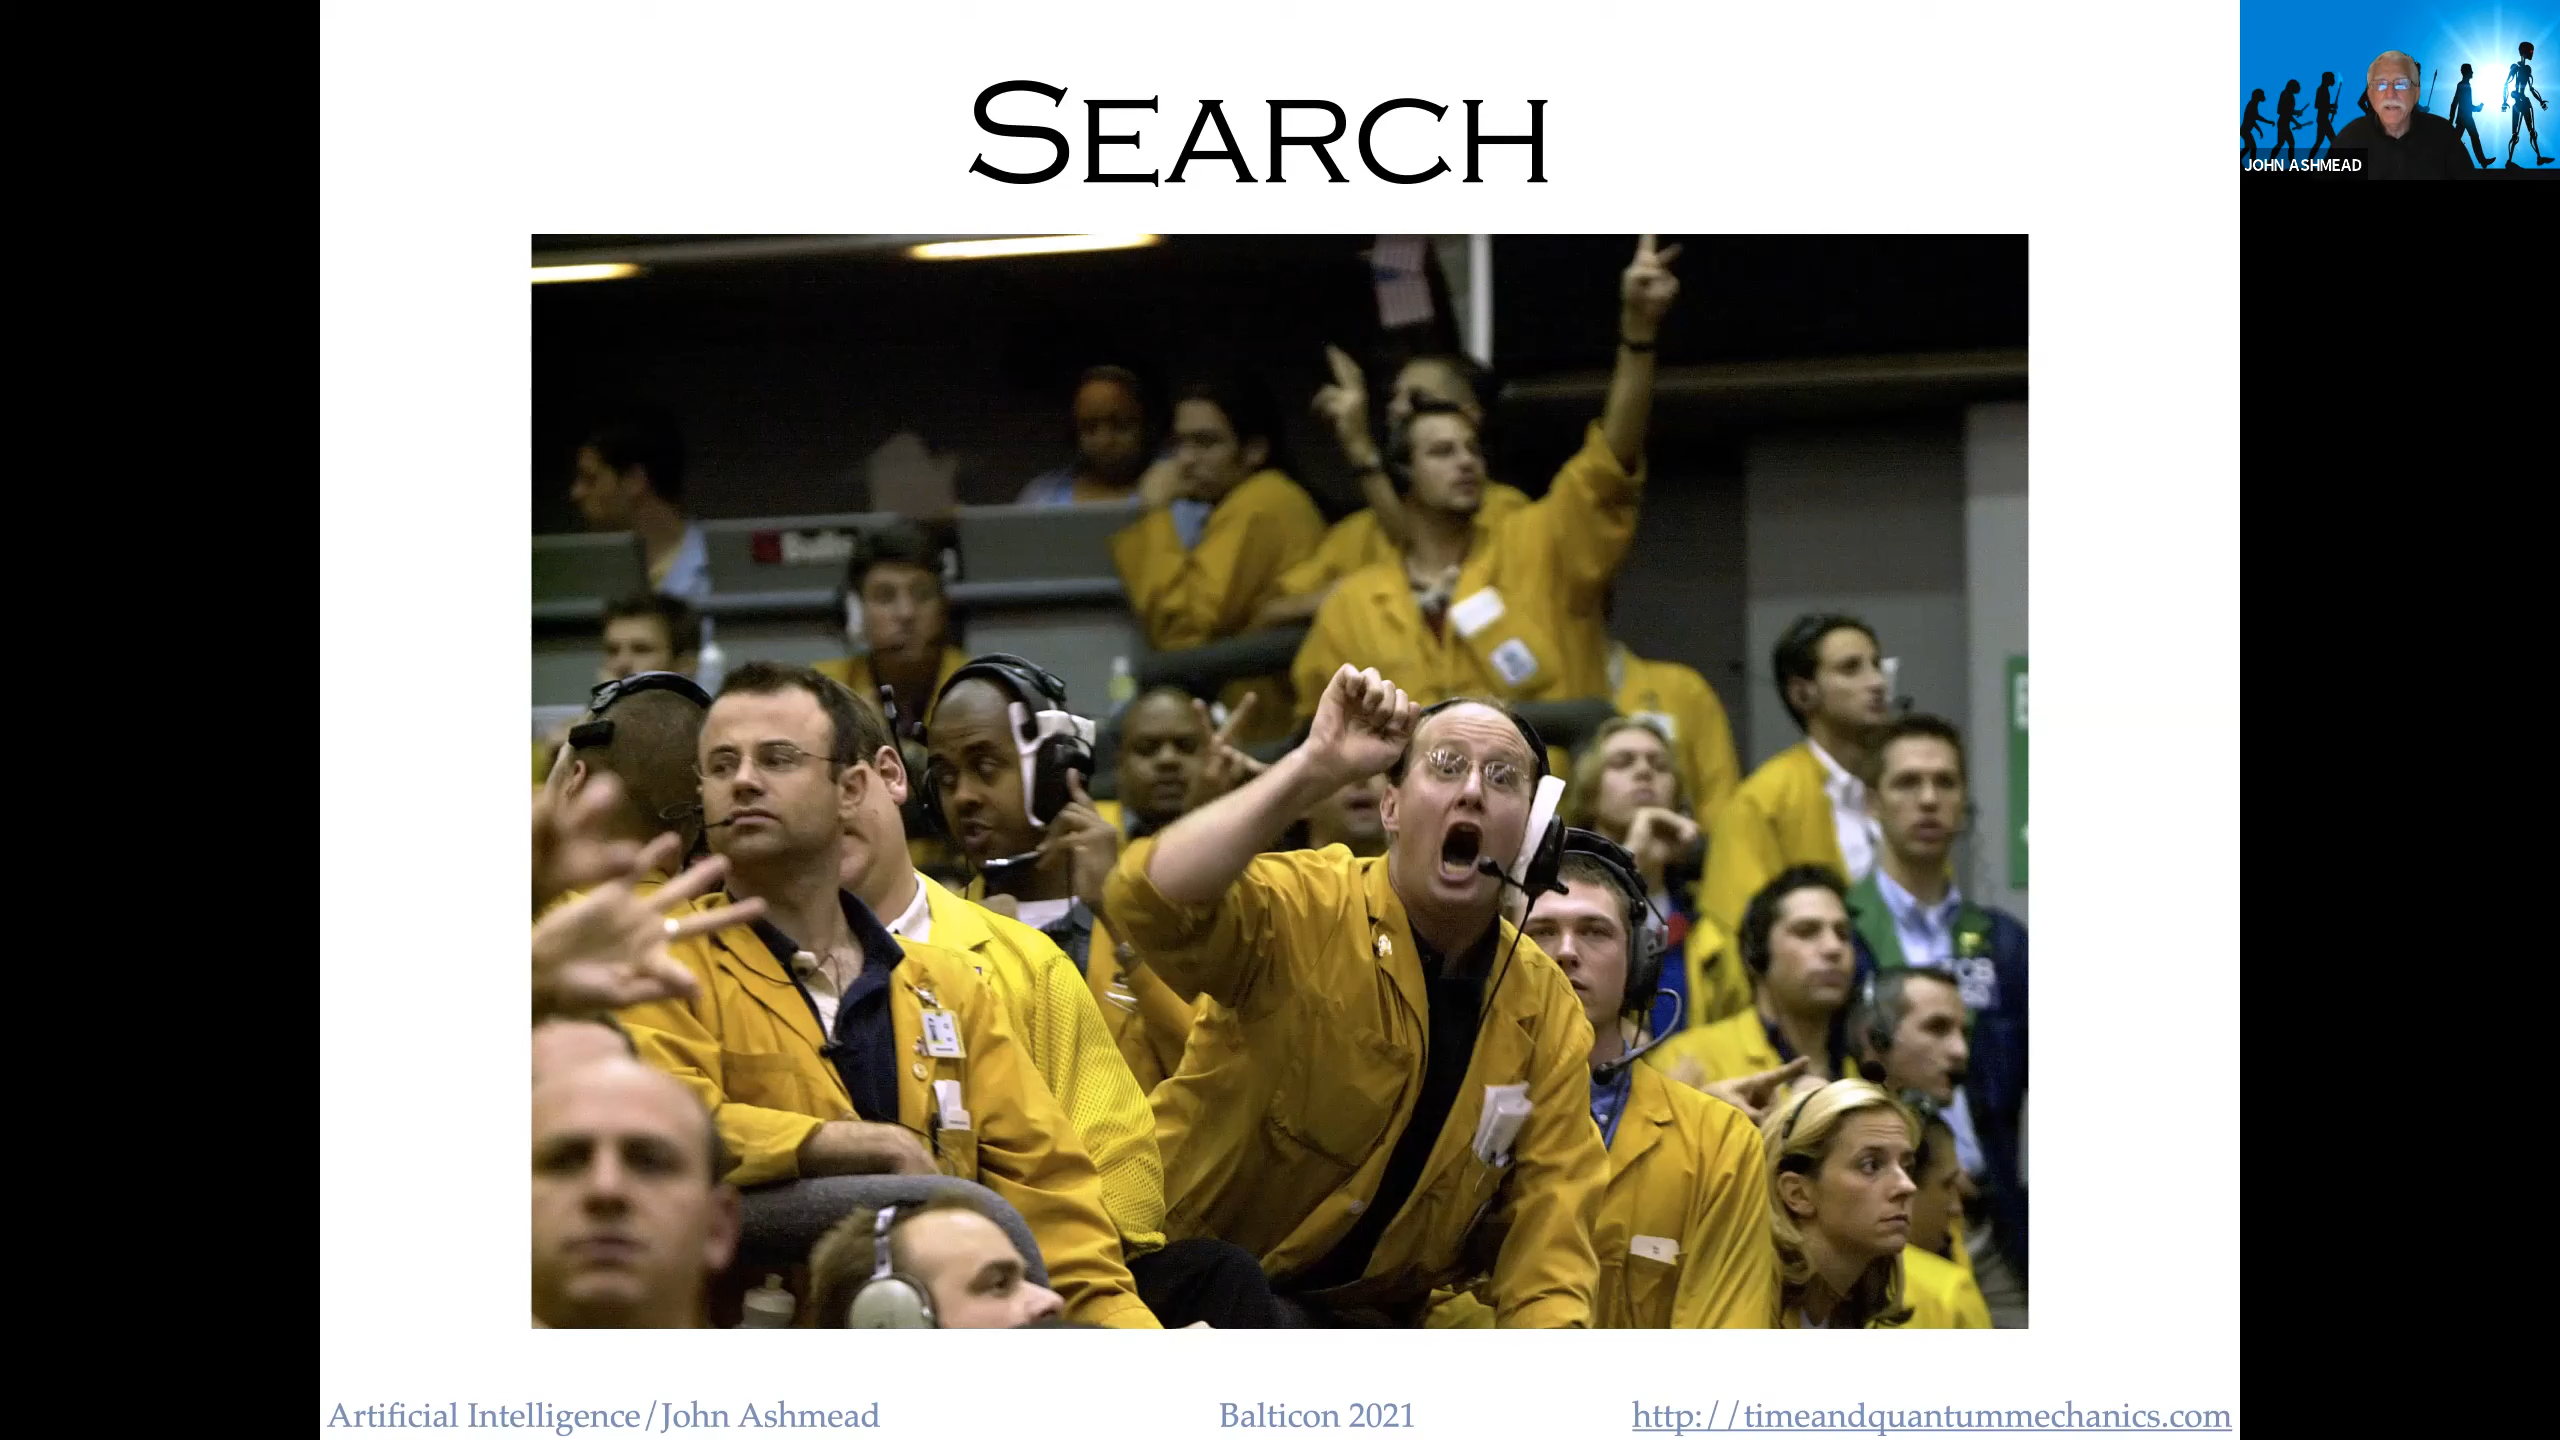 SEARCH
JOHN ASHMEAD
Artificial Intelligence/John Ashmead
Balticon 2021
http://timeandquantummechanics.com